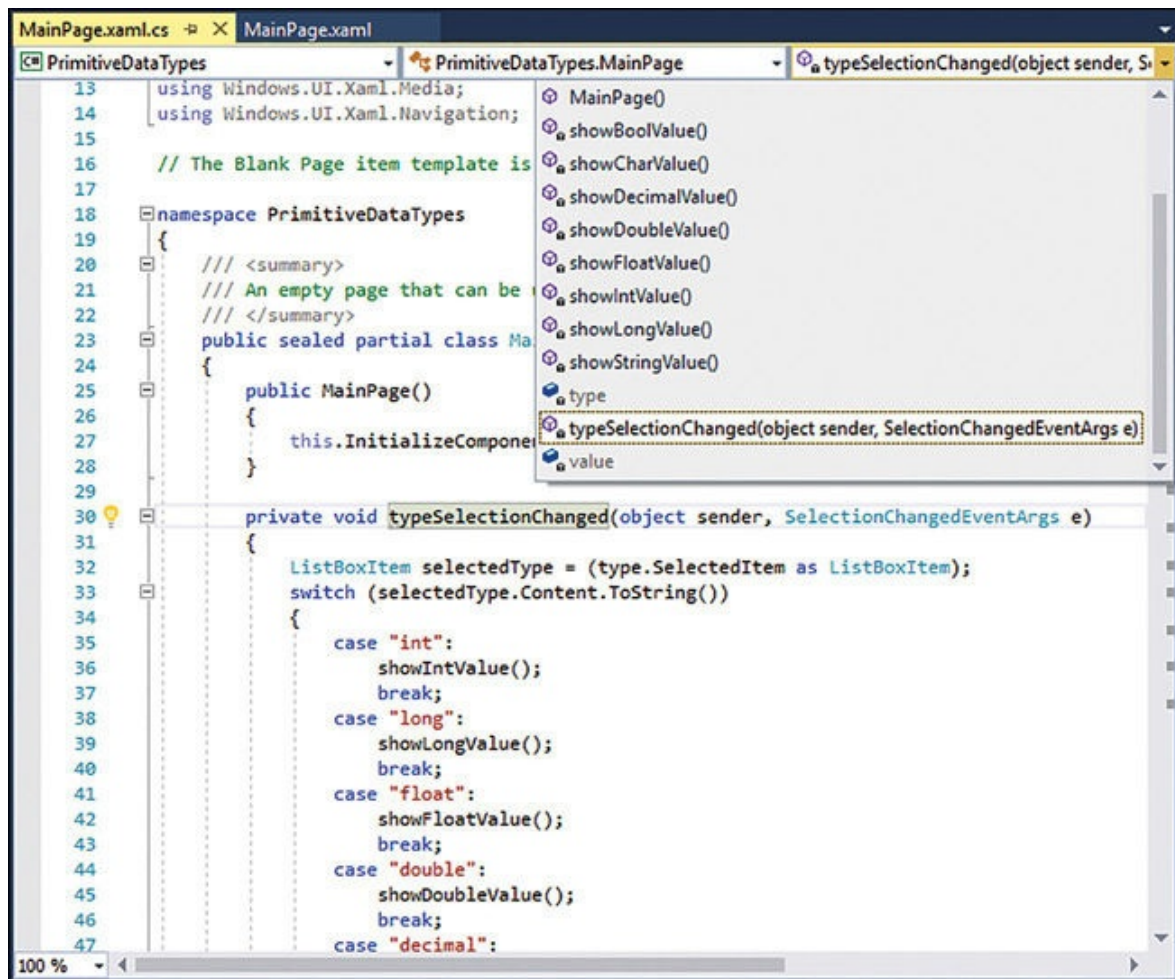 MainPage.xaml.cs MainPage.xaml
C# PrimitiveDataTypes PrimitiveDataTypes.MainPage typeSelectionChanged(object sender,
MainPage()
showBoolValue()
showCharValue()
showDecimalValue()
showDoubleValue()
showFloatValue()
showIntValue()
showLongValue()
showStringValue()
type
typeSelectionChanged(object sender, SelectionChangedEventArgs e)
value
13 using Windows.UI.Xaml.Media;
14 using Windows.UI.Xaml.Navigation;
15
16 // The Blank Page item template is
17
18 namespace PrimitiveDataTypes
19 {
20 /// <summary>
21 /// An empty page that can be
22 /// </summary>
23 public sealed partial class
24 {
25 public MainPage()
26 {
27 this.InitializeCompone
28 }
29
30 private void typeSelectionChanged(object sender, SelectionChangedEventArgs e)
31 {
32 ListBoxItem selectedType = (type.SelectedItem as ListBoxItem);
33 switch (selectedType.Content.ToString())
34 {
35 case "int":
36 showIntValue();
37 break;
38 case "long":
39 showLongValue();
40 break;
41 case "float":
42 showFloatValue();
43 break;
44 case "double":
45 showDoubleValue();
46 break;
47 case "decimal":
100 %